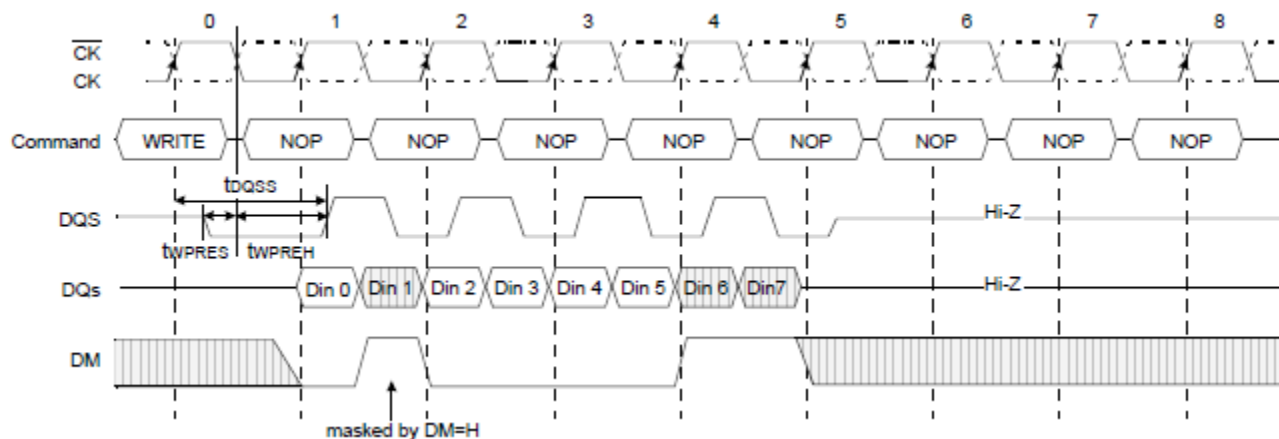 0 1 2 3 4 5 6 7 8
CK
CK
Command WRITE NOP NOP NOP NOP NOP NOP NOP NOP
tDQSS
DQS Hi-Z
tWPRES tWPREH
DQs Din 0 Din 1 Din 2 Din 3 Din 4 Din 5 Din 6 Din7 Hi-Z
DM
masked by DM=H